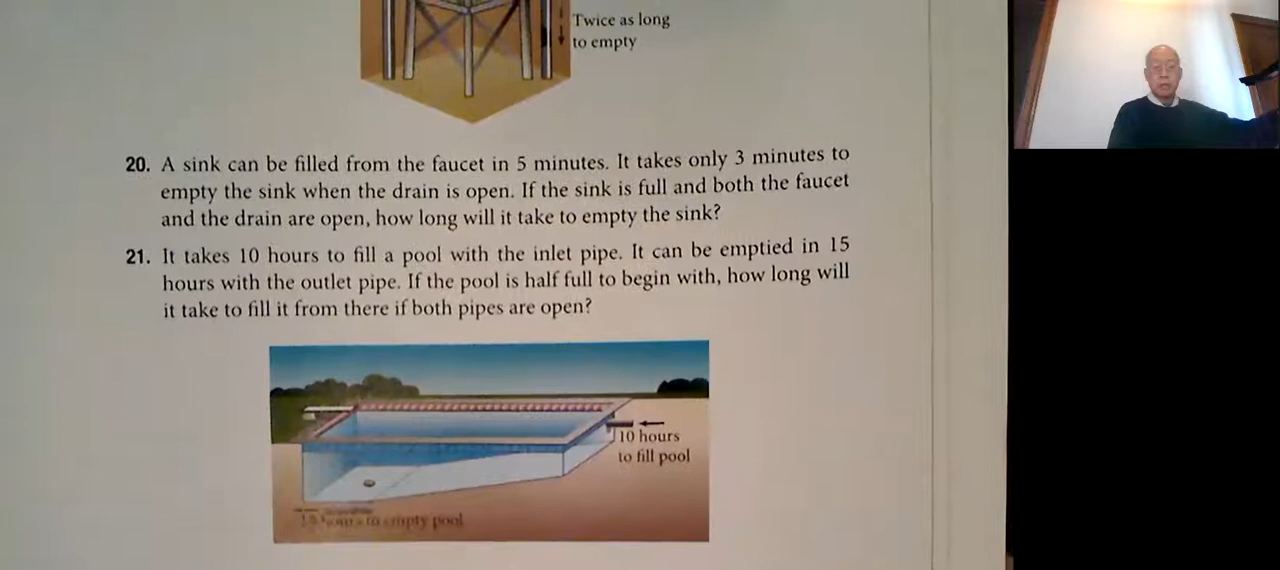 Twice as long
to empty
20. A sink can be filled from the faucet in 5 minutes. It takes only 3 minutes to
empty the sink when the drain is open. If the sink is full and both the faucet
and the drain are open, how long will it take to empty the sink?
21. It takes 10 hours to fill a pool with the inlet pipe. It can be emptied in 15
hours with the outlet pipe. If the pool is half full to begin with, how long will
it take to fill it from there if both pipes are open?
10 hours
to fill pool
15 hours to empty pool